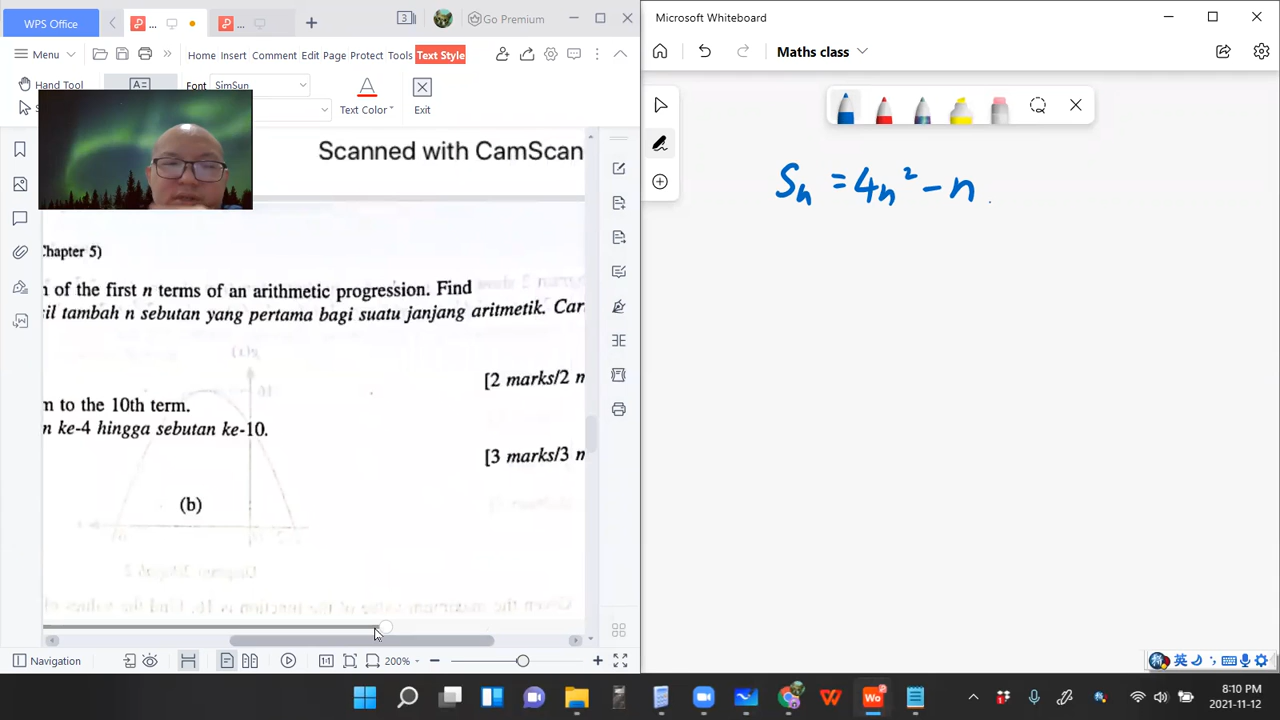 WPS Office
...
...
3
Go Premium
Menu
Home Insert Comment Edit Page Protect Tools Text Style
Hand Tool
Font SimSun
Text Color
Exit
Scanned with CamScan
Chapter 5)
of the first n terms of an arithmetic progression. Find
sil tambah n sebutan yang pertama bagi suatu janjang aritmetik. Car
[2 marks/2 m
m to the 10th term.
n ke-4 hingga sebutan ke-10.
[3 marks/3 m
(b)
Navigation
200%
Microsoft Whiteboard
Maths class
Sn = 4n² - n
英
8:10 PM
2021-11-12